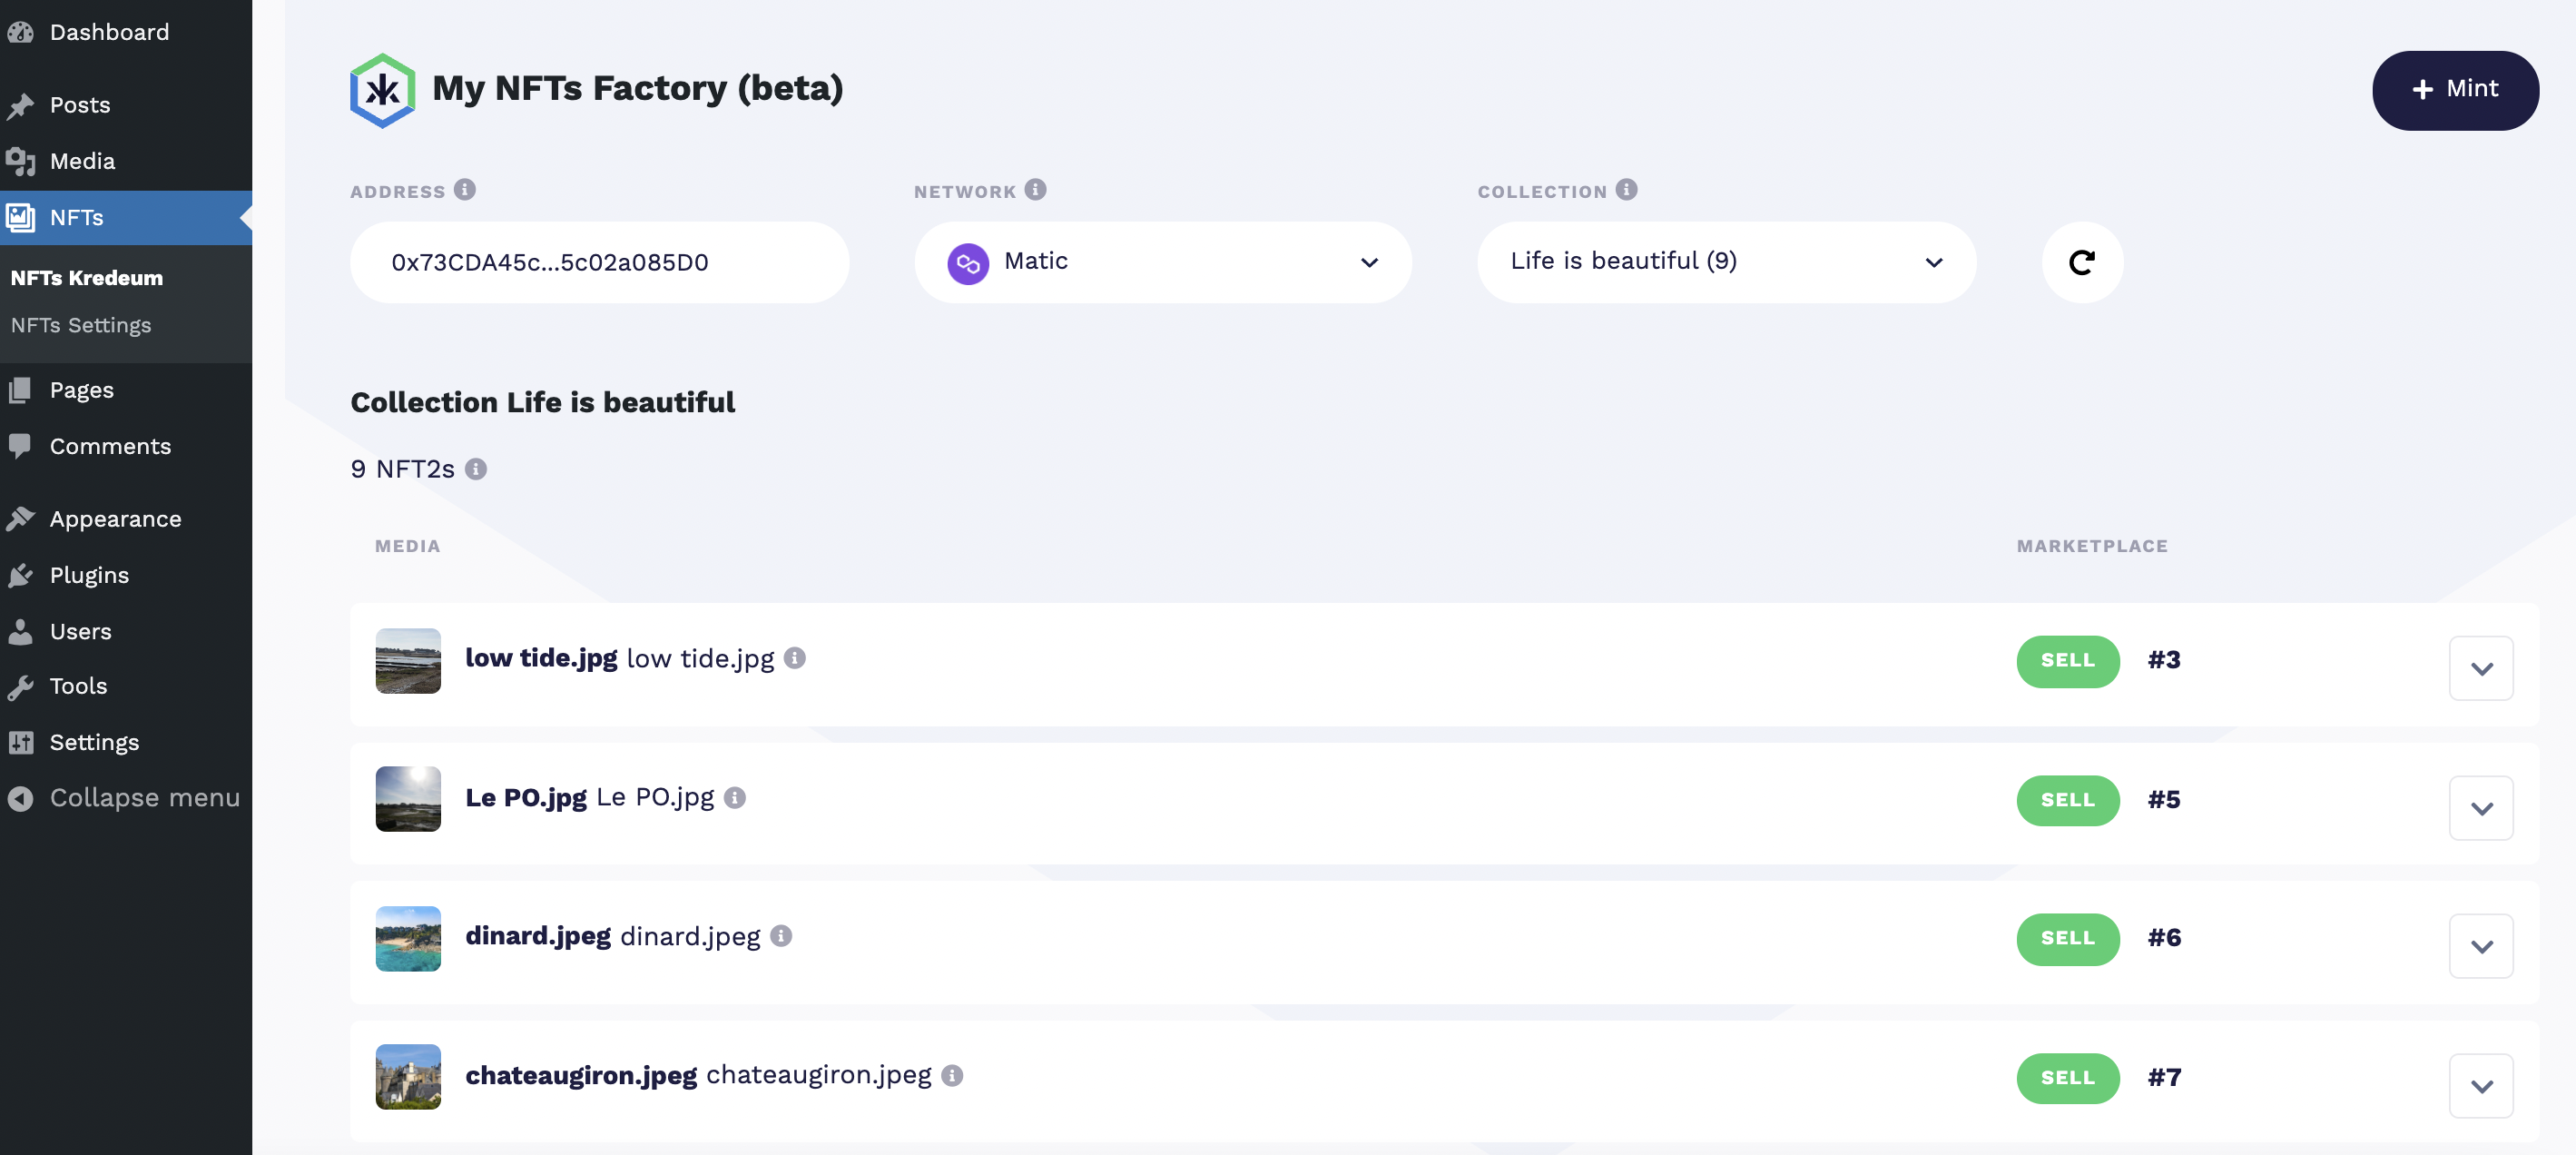 Dashboard
Posts
Media
NFTs
NFTs Kredeum
NFTs Settings
Pages
Comments
Appearance
Plugins
Users
Tools
Settings
Collapse menu
My NFTs Factory (beta)
+ Mint
ADDRESS
NETWORK
COLLECTION
0x73CDA45c...5c02a085D0
Matic
Life is beautiful (9)
Collection Life is beautiful
9 NFT2s
MEDIA
MARKETPLACE
low tide.jpg low tide.jpg
SELL #3
Le PO.jpg Le PO.jpg
SELL #5
dinard.jpeg dinard.jpeg
SELL #6
chateaugiron.jpeg chateaugiron.jpeg
SELL #7